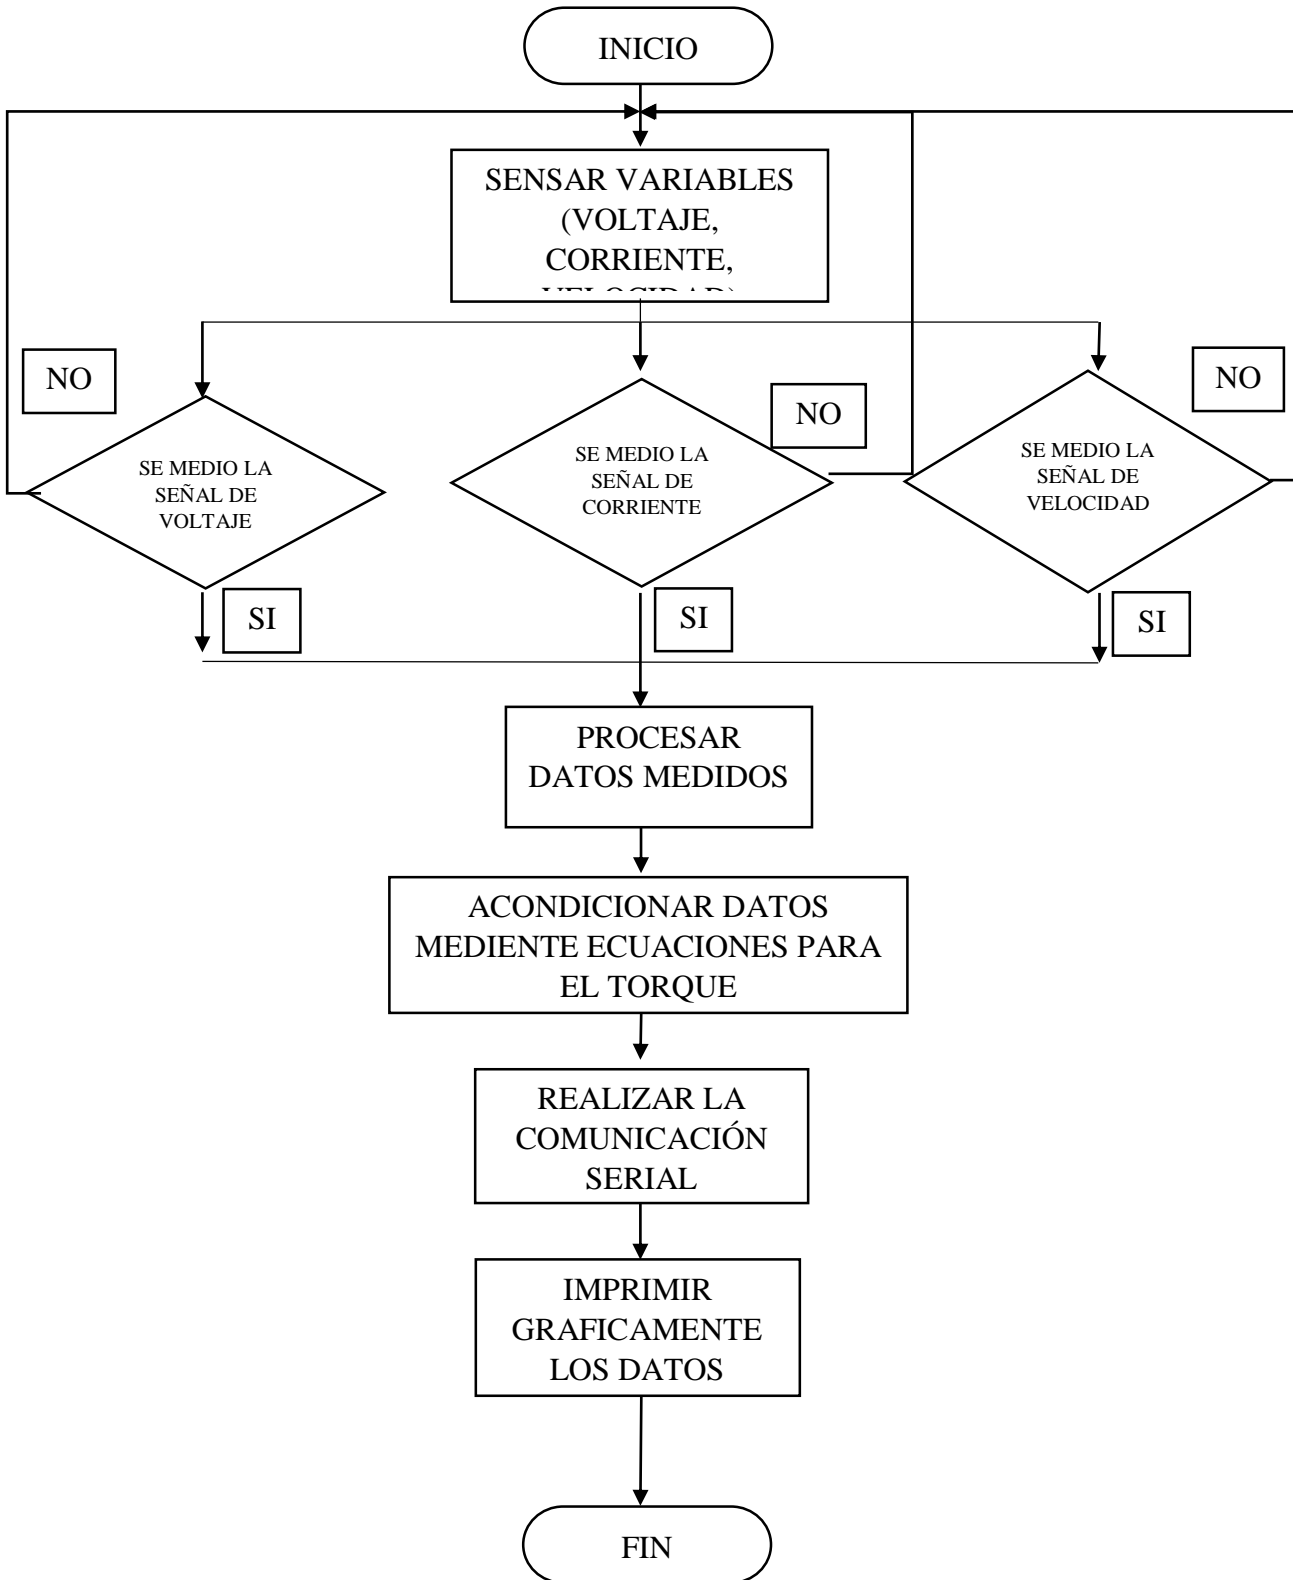 INICIO
SENSAR VARIABLES
(VOLTAJE,
CORRIENTE,
VELOCIDAD)
NO
NO
NO
SE MEDIO LA
SEÑAL DE
VOLTAJE
SE MEDIO LA
SEÑAL DE
CORRIENTE
SE MEDIO LA
SEÑAL DE
VELOCIDAD
SI
SI
SI
PROCESAR
DATOS MEDIDOS
ACONDICIONAR DATOS
MEDIENTE ECUACIONES PARA
EL TORQUE
REALIZAR LA
COMUNICACIÓN
SERIAL
IMPRIMIR
GRAFICAMENTE
LOS DATOS
FIN